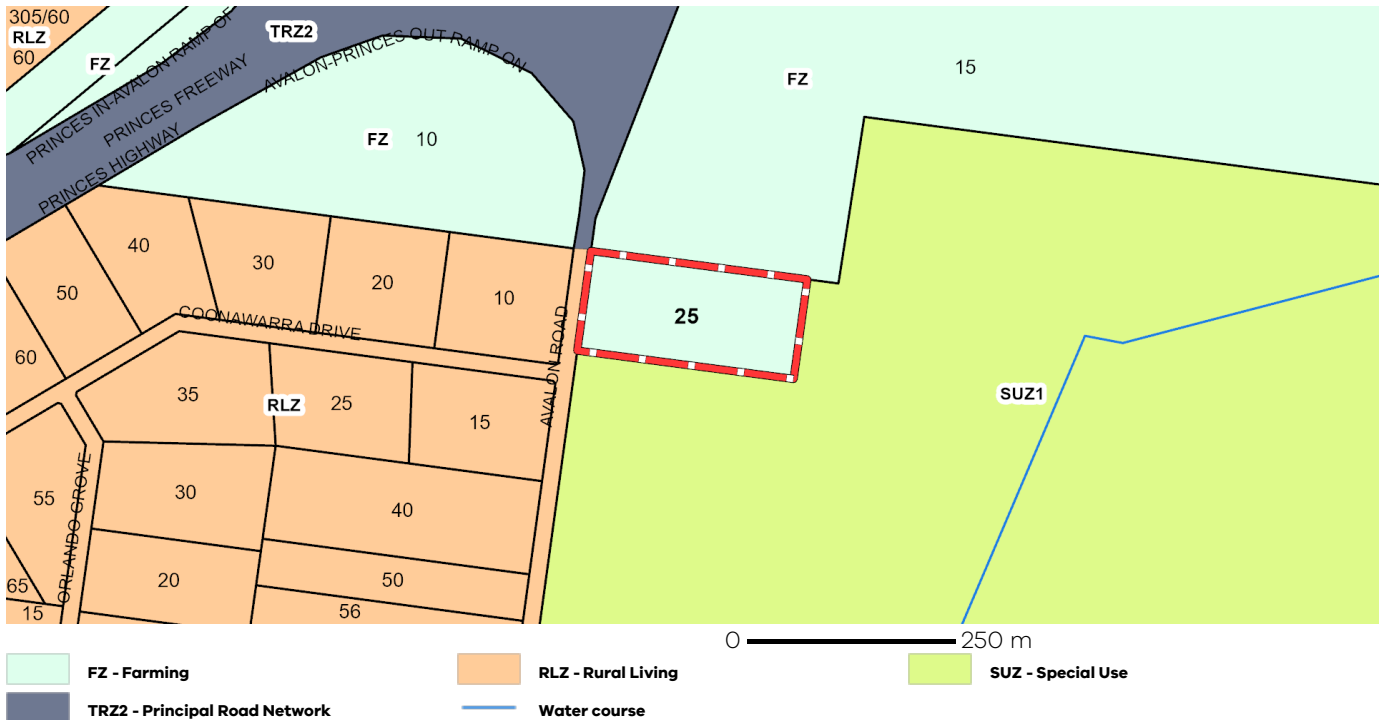 305/60
RLZ
60
FZ
PRINCES IN-AVALON RAMP OF
PRINCES FREEWAY
PRINCES HIGHWAY
TRZ2
AVALON-PRINCES OUT RAMP ON
FZ 10
FZ
15
40
30
20
10
50
60
COONAWARRA DRIVE
AVALON ROAD
25
35
RLZ
25
15
SUZ1
55
ORLANDO GROVE
30
40
20
50
65
15
56
0 250 m
FZ - Farming
RLZ - Rural Living
SUZ - Special Use
TRZ2 - Principal Road Network
Water course